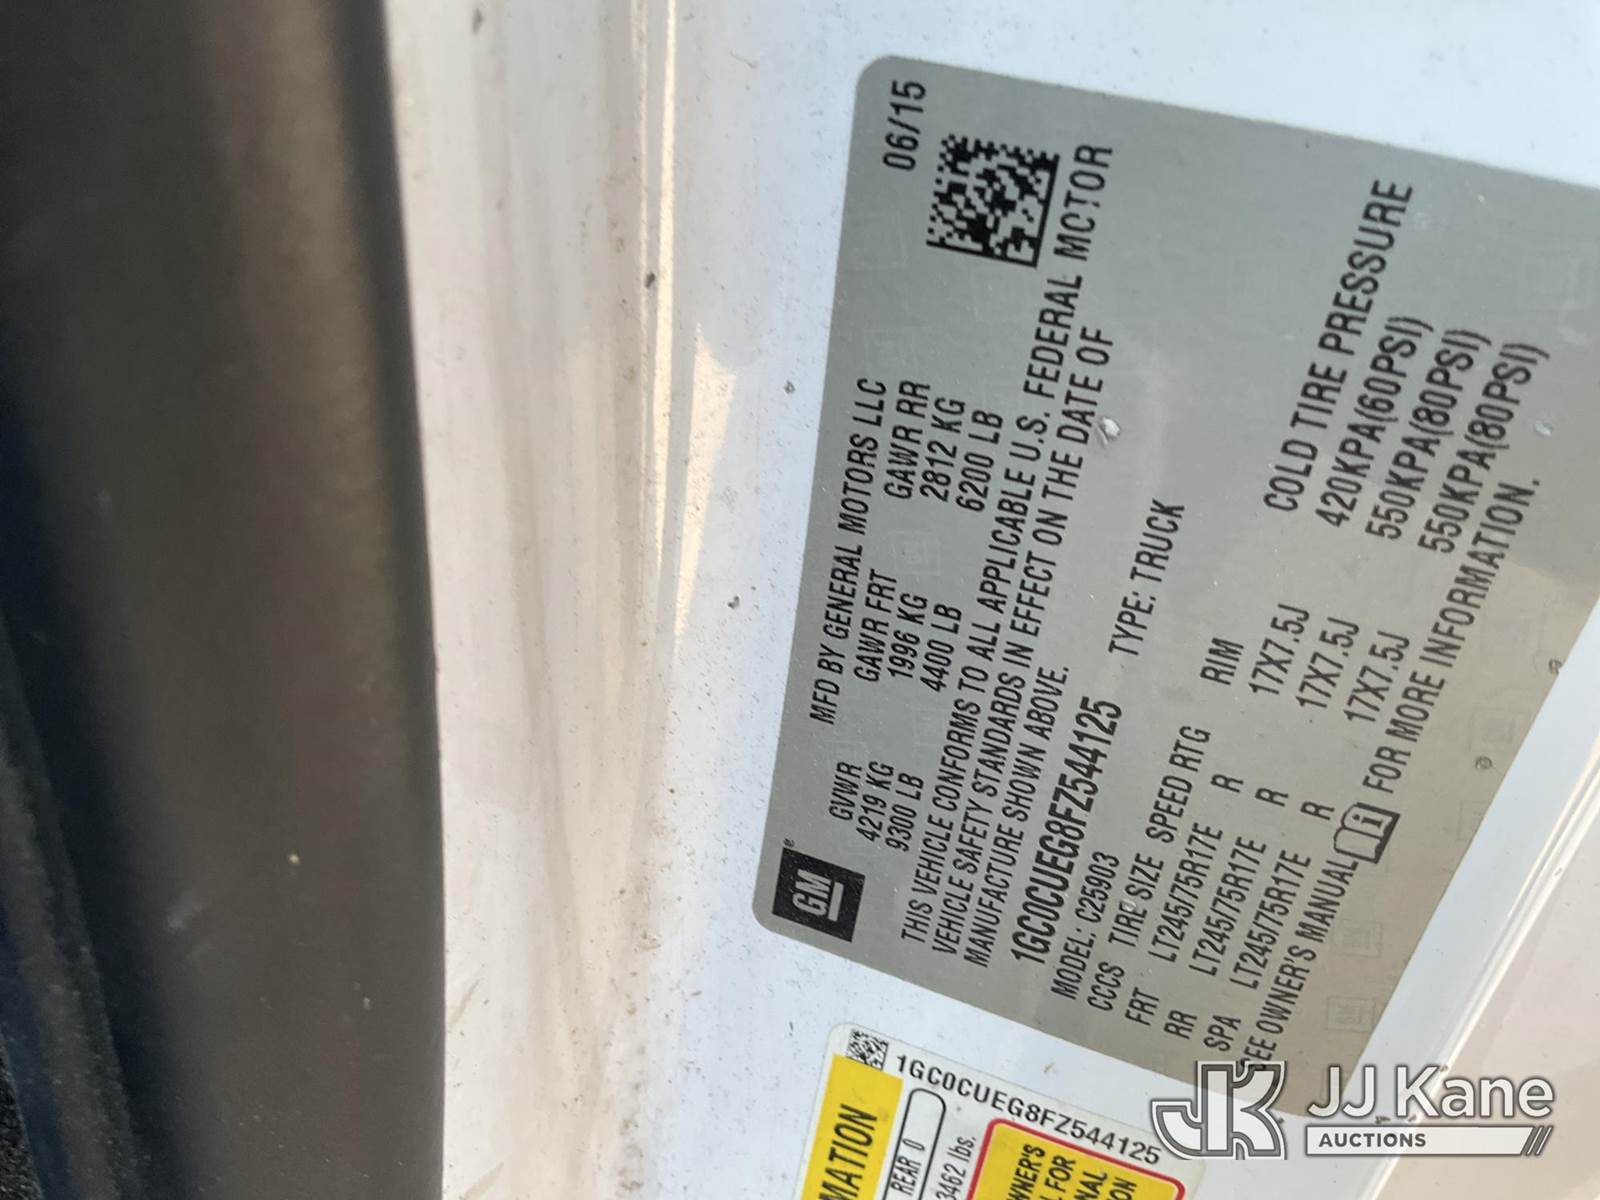 06/15
MFD BY GENERAL MOTORS LLC
GVWR GAWR FRT GAWR RR
4219 KG 1996 KG 2812 KG
9300 LB 4400 LB 6200 LB
THIS VEHICLE CONFORMS TO ALL APPLICABLE U.S. FEDERAL MOTOR
VEHICLE SAFETY STANDARDS IN EFFECT ON THE DATE OF
MANUFACTURE SHOWN ABOVE.
1GC0CUEG8FZ544125 TYPE: TRUCK
MODEL: C25903
CCCS TIRE SIZE SPEED RTG RIM COLD TIRE PRESSURE
FRT LT245/75R17E R 17X7.5J 420KPA(60PSI)
RR LT245/75R17E R 17X7.5J 550KPA(80PSI)
SPA LT245/75R17E R 17X7.5J 550KPA(80PSI)
SEE OWNER'S MANUAL i FOR MORE INFORMATION.
GM
1GC0CUEG8FZ544125
MATION
REAR 0
3462 lbs.
JK JJ Kane
AUCTIONS